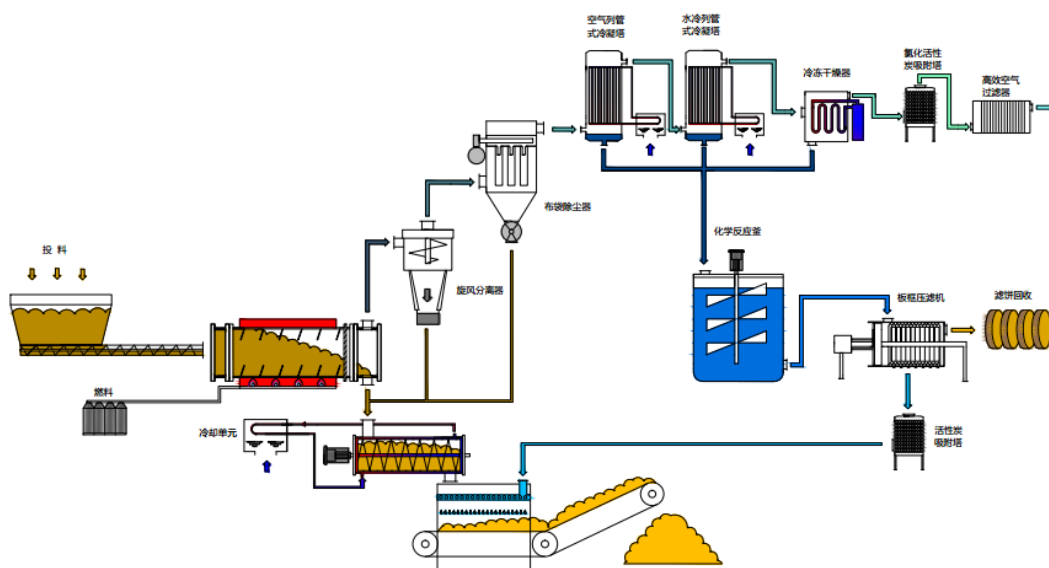 空气列管
式冷凝塔
水冷列管
式冷凝塔
冷冻干燥器
氯化活性
炭吸附塔
高效空气
过滤器
布袋除尘器
化学反应釜
投 料
旋风分离器
板框压滤机
滤饼回收
燃料
冷却单元
活性炭
吸附塔